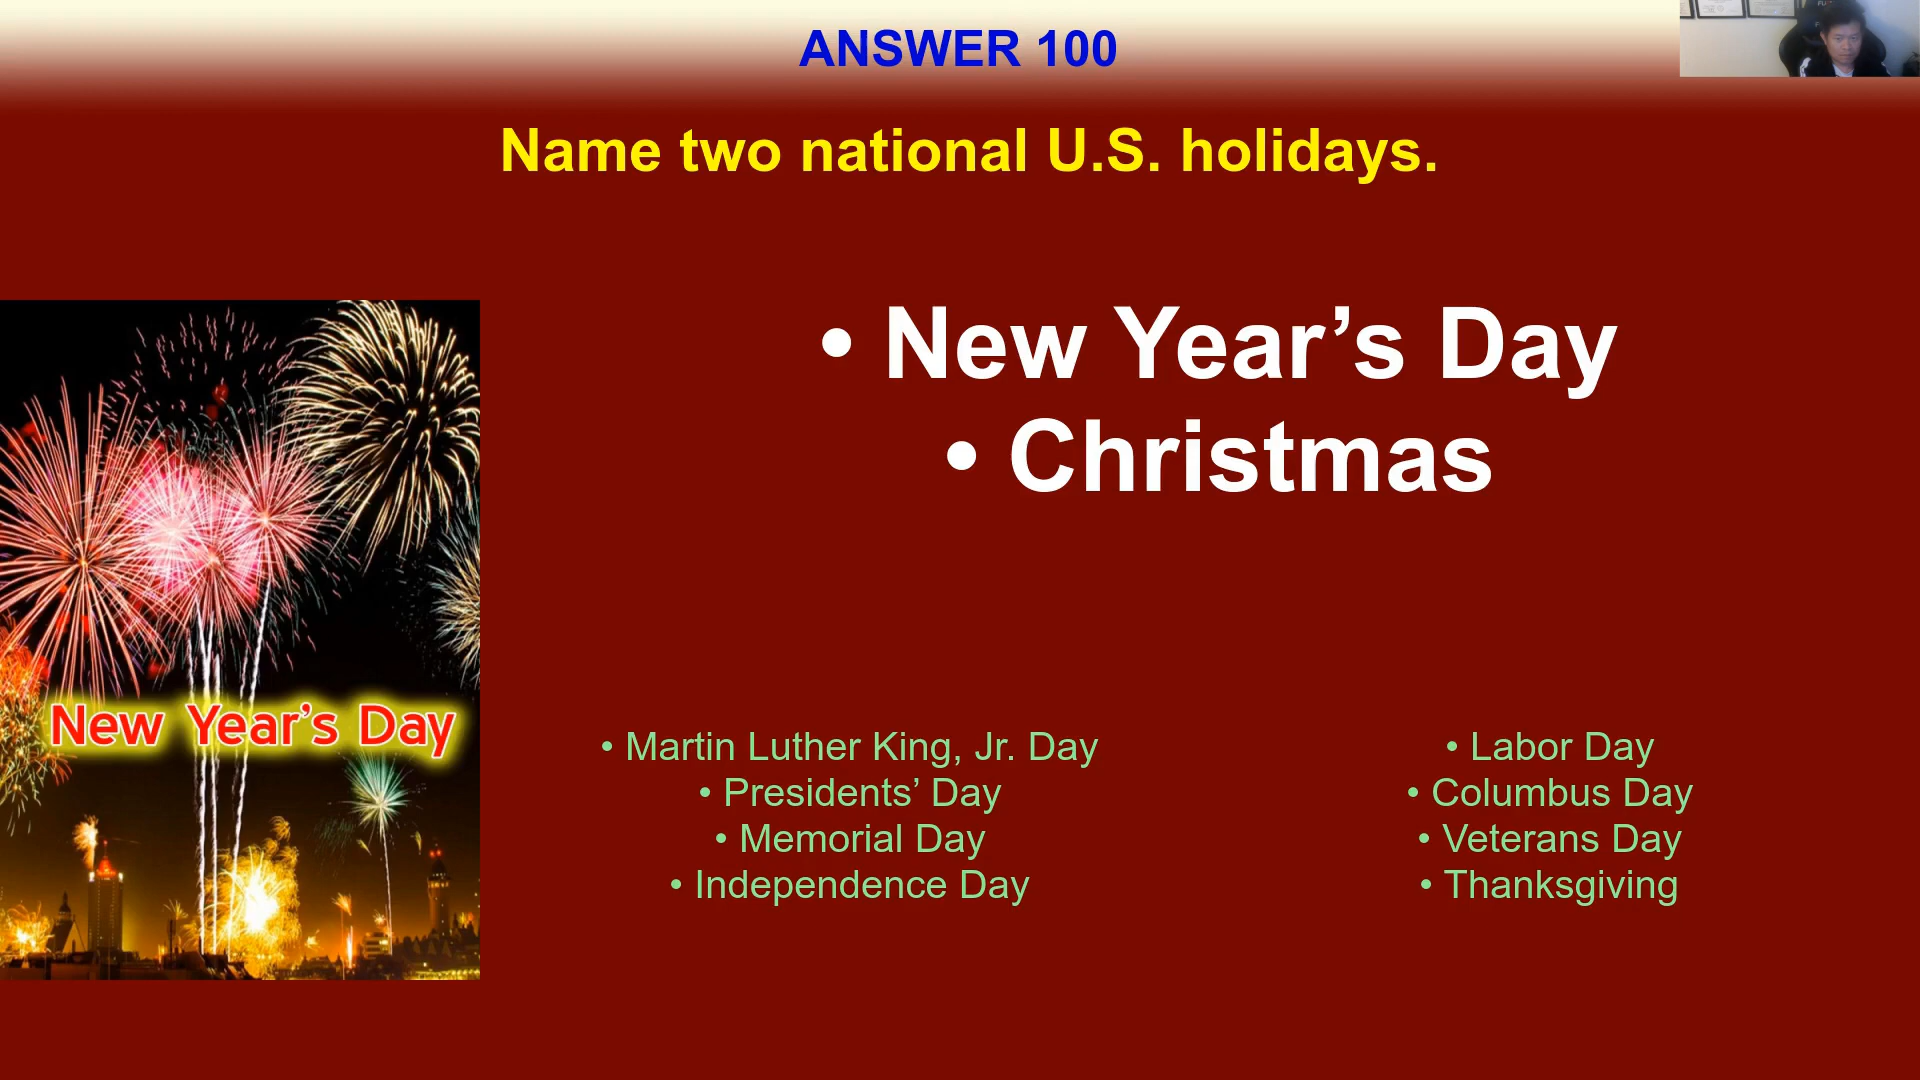 ANSWER 100
Name two national U.S. holidays.
• New Year’s Day
• Christmas
New Year’s Day
• Martin Luther King, Jr. Day
• Presidents’ Day
• Memorial Day
• Independence Day
• Labor Day
• Columbus Day
• Veterans Day
• Thanksgiving